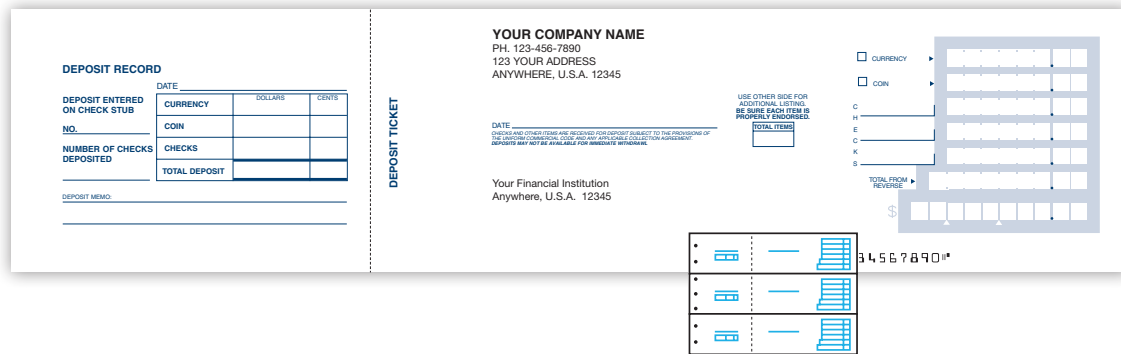 DEPOSIT RECORD
DATE
DEPOSIT ENTERED
ON CHECK STUB
NO.
NUMBER OF CHECKS
DEPOSITED
DOLLARS CENTS
CURRENCY
COIN
CHECKS
TOTAL DEPOSIT
DEPOSIT MEMO:
DEPOSIT TICKET
YOUR COMPANY NAME
PH. 123-456-7890
123 YOUR ADDRESS
ANYWHERE, U.S.A. 12345
DATE
CHECKS AND OTHER ITEMS ARE RECEIVED FOR DEPOSIT SUBJECT TO THE PROVISIONS OF
THE UNIFORM COMMERCIAL CODE AND ANY APPLICABLE COLLECTION AGREEMENT.
DEPOSITS MAY NOT BE AVAILABLE FOR IMMEDIATE WITHDRAWL
Your Financial Institution
Anywhere, U.S.A. 12345
USE OTHER SIDE FOR
ADDITIONAL LISTING.
BE SURE EACH ITEM IS
PROPERLY ENDORSED.
TOTAL ITEMS
CURRENCY
COIN
C
H
E
C
K
S
TOTAL FROM
REVERSE
$
34567890⑈